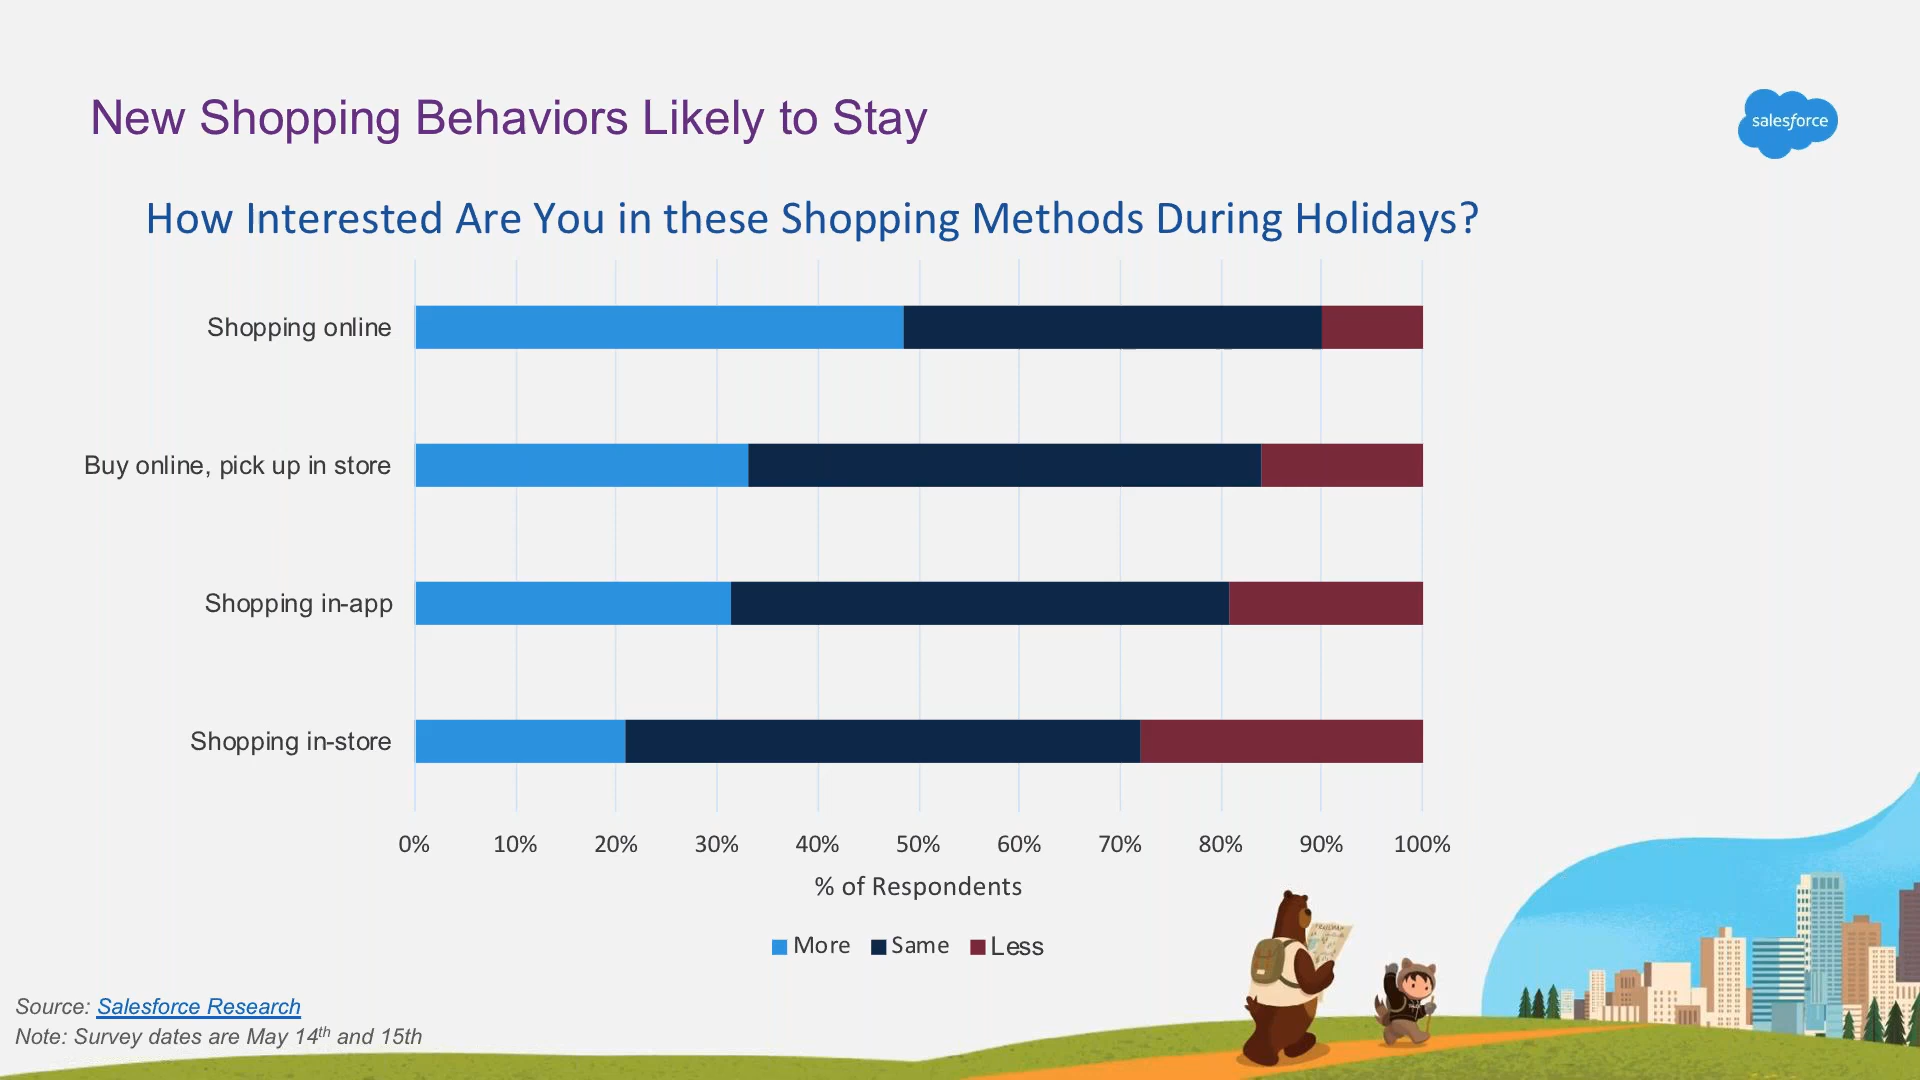 New Shopping Behaviors Likely to Stay
salesforce
How Interested Are You in these Shopping Methods During Holidays?
Shopping online
Buy online, pick up in store
Shopping in-app
Shopping in-store
0% 10% 20% 30% 40% 50% 60% 70% 80% 90% 100%
% of Respondents
More Same Less
TRAILMAP
Source: Salesforce Research
Note: Survey dates are May 14th and 15th